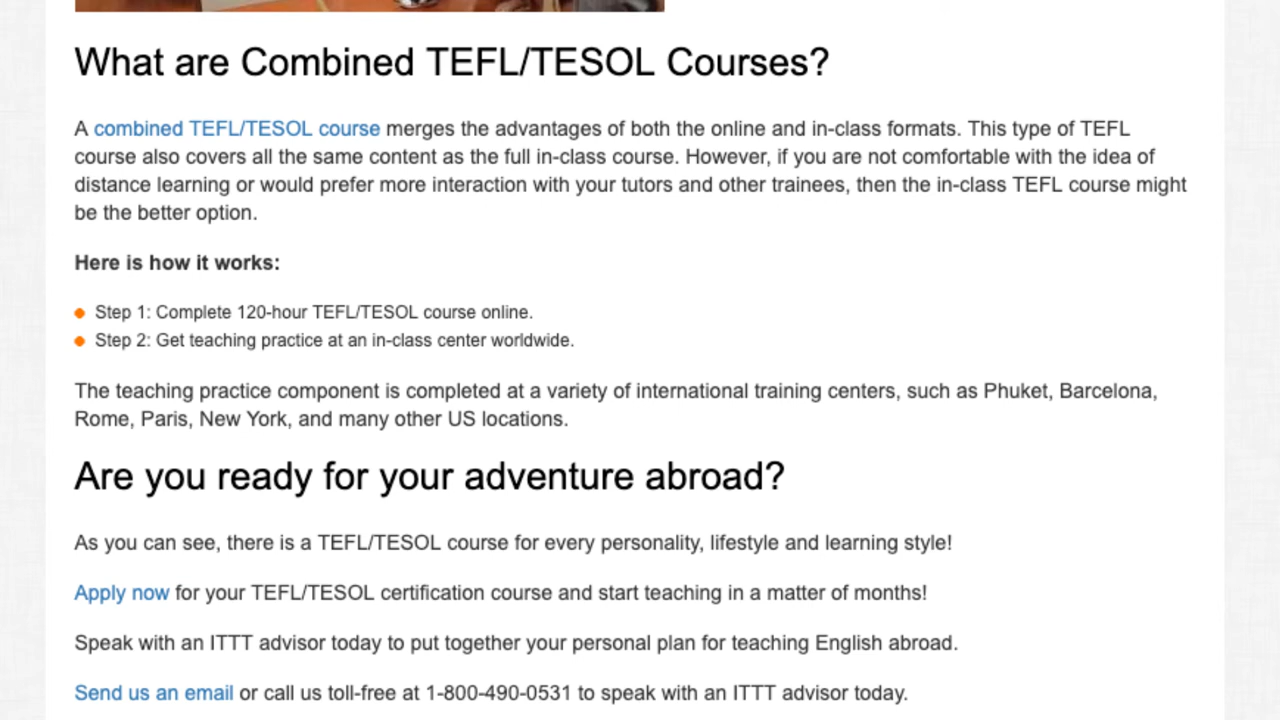 What are Combined TEFL/TESOL Courses?
A combined TEFL/TESOL course merges the advantages of both the online and in-class formats. This type of TEFL
course also covers all the same content as the full in-class course. However, if you are not comfortable with the idea of
distance learning or would prefer more interaction with your tutors and other trainees, then the in-class TEFL course might
be the better option.
Here is how it works:
Step 1: Complete 120-hour TEFL/TESOL course online.
Step 2: Get teaching practice at an in-class center worldwide.
The teaching practice component is completed at a variety of international training centers, such as Phuket, Barcelona,
Rome, Paris, New York, and many other US locations.
Are you ready for your adventure abroad?
As you can see, there is a TEFL/TESOL course for every personality, lifestyle and learning style!
Apply now for your TEFL/TESOL certification course and start teaching in a matter of months!
Speak with an ITTT advisor today to put together your personal plan for teaching English abroad.
Send us an email or call us toll-free at 1-800-490-0531 to speak with an ITTT advisor today.